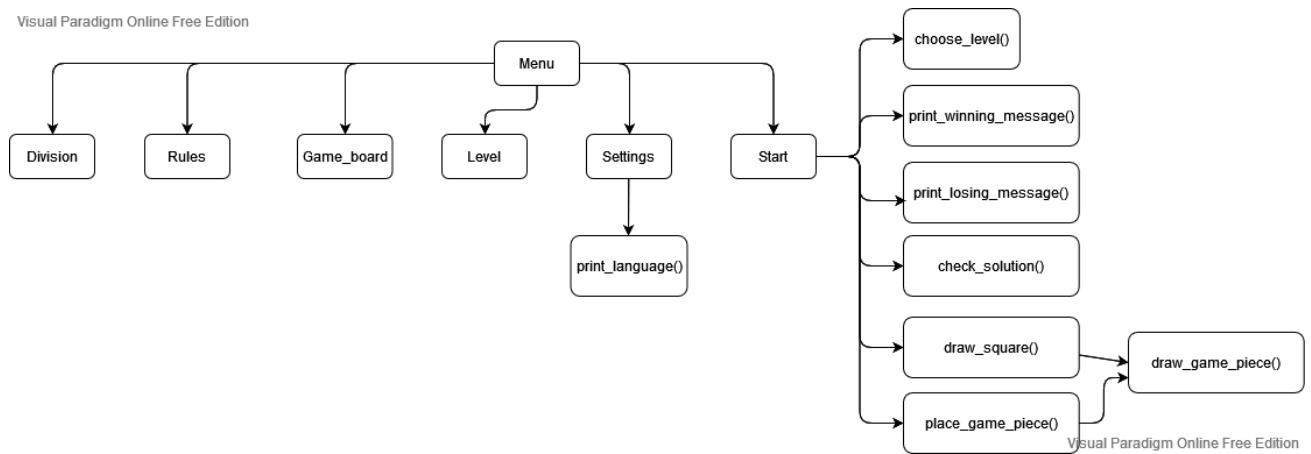 Visual Paradigm Online Free Edition
Menu
Division
Rules
Game_board
Level
Settings
Start
print_language()
choose_level()
print_winning_message()
print_losing_message()
check_solution()
draw_square()
draw_game_piece()
place_game_piece()
Visual Paradigm Online Free Edition